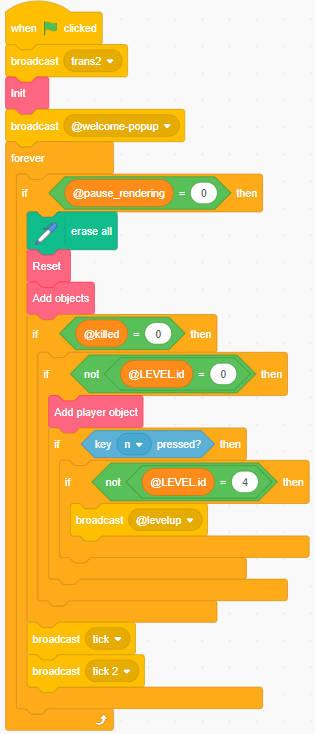 when clicked
broadcast trans2
Init
broadcast @welcome-popup
forever
if @pause_rendering = 0 then
erase all
Reset
Add objects
if @killed = 0 then
if not @LEVEL.id = 0 then
Add player object
if key n pressed? then
if not @LEVEL.id = 4 then
broadcast @levelup
broadcast tick
broadcast tick 2